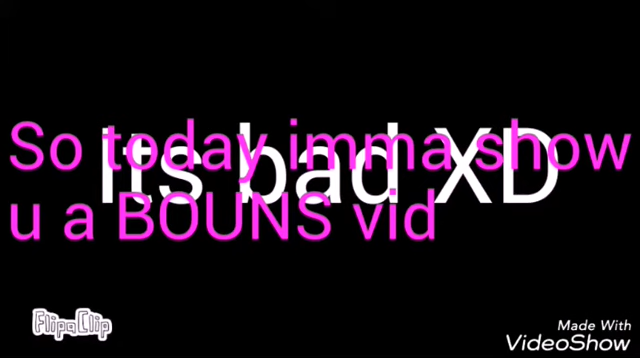 So today imma show
u a BOUNS vid
Its bad XD
FlipaClip
Made With
VideoShow